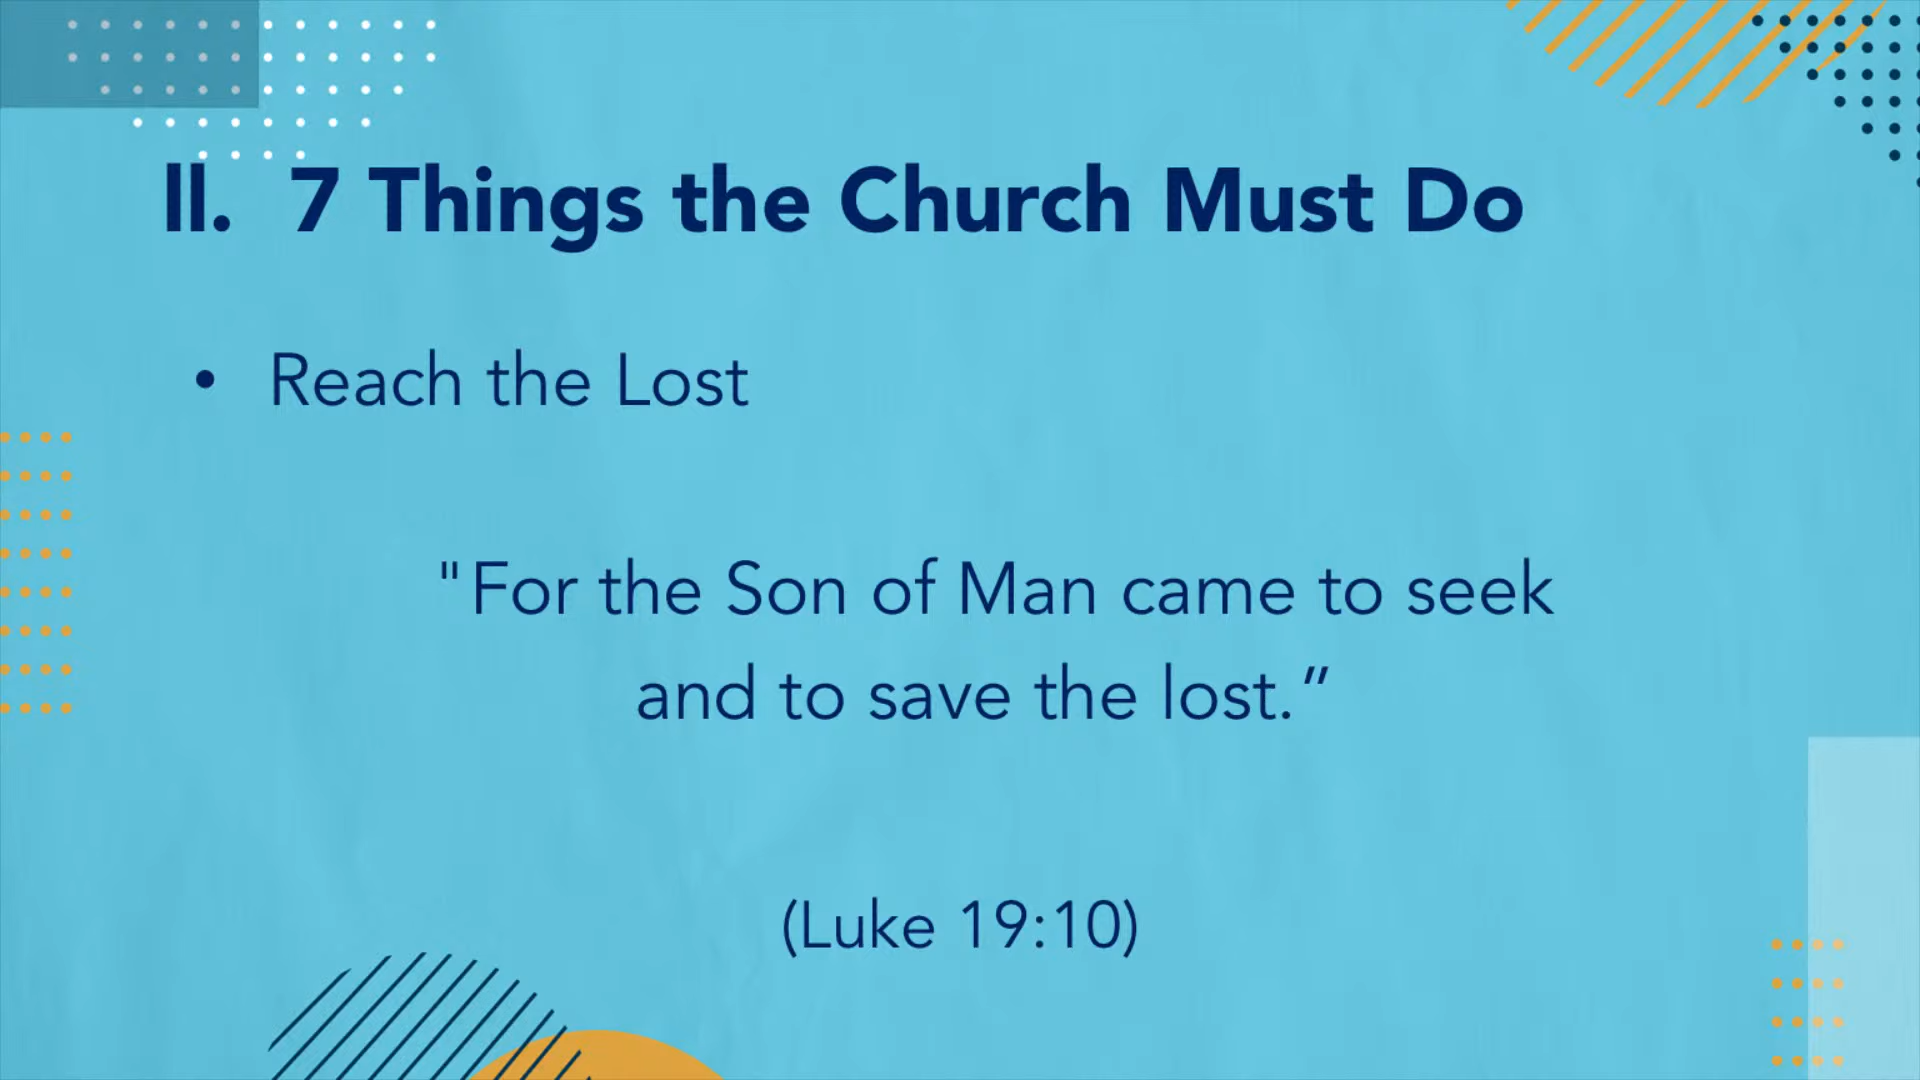 II. 7 Things the Church Must Do
• Reach the Lost
"For the Son of Man came to seek
and to save the lost.”
(Luke 19:10)